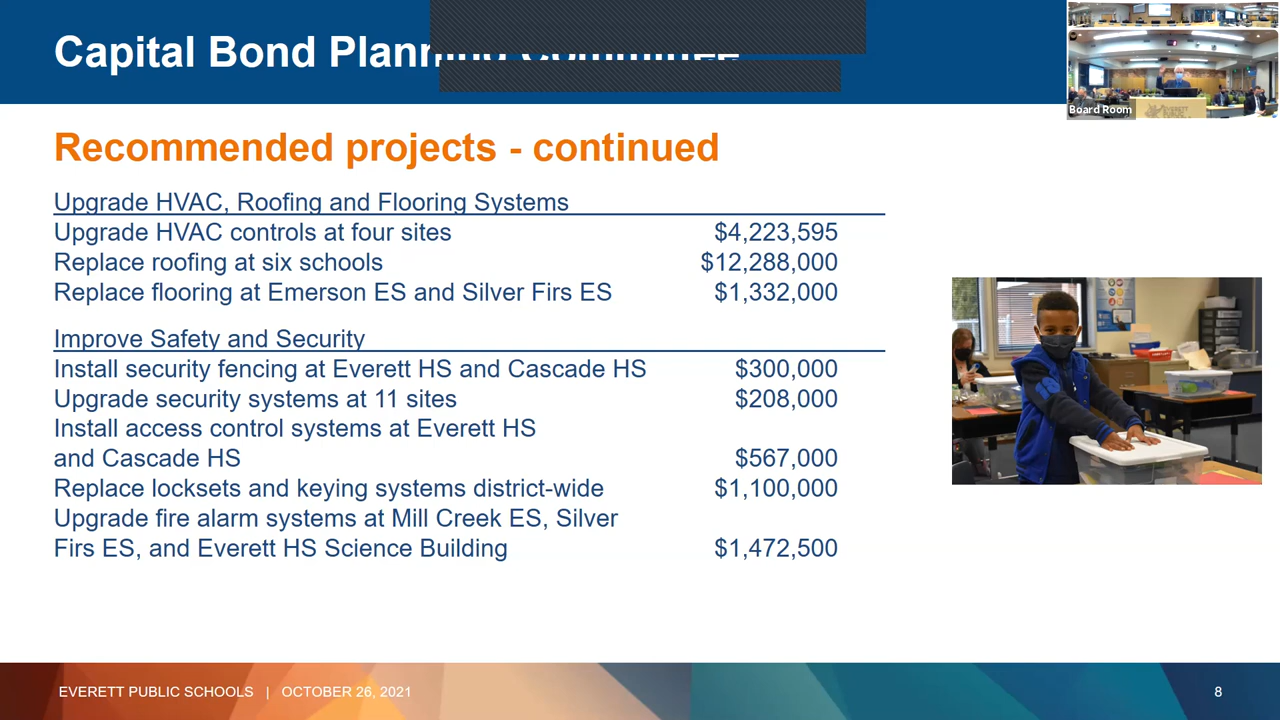 Capital Bond Planning Committee
Board Room
Recommended projects - continued
Upgrade HVAC, Roofing and Flooring Systems
Upgrade HVAC controls at four sites $4,223,595
Replace roofing at six schools $12,288,000
Replace flooring at Emerson ES and Silver Firs ES $1,332,000
Improve Safety and Security
Install security fencing at Everett HS and Cascade HS $300,000
Upgrade security systems at 11 sites $208,000
Install access control systems at Everett HS
and Cascade HS $567,000
Replace locksets and keying systems district-wide $1,100,000
Upgrade fire alarm systems at Mill Creek ES, Silver
Firs ES, and Everett HS Science Building $1,472,500
EVERETT PUBLIC SCHOOLS | OCTOBER 26, 2021
8